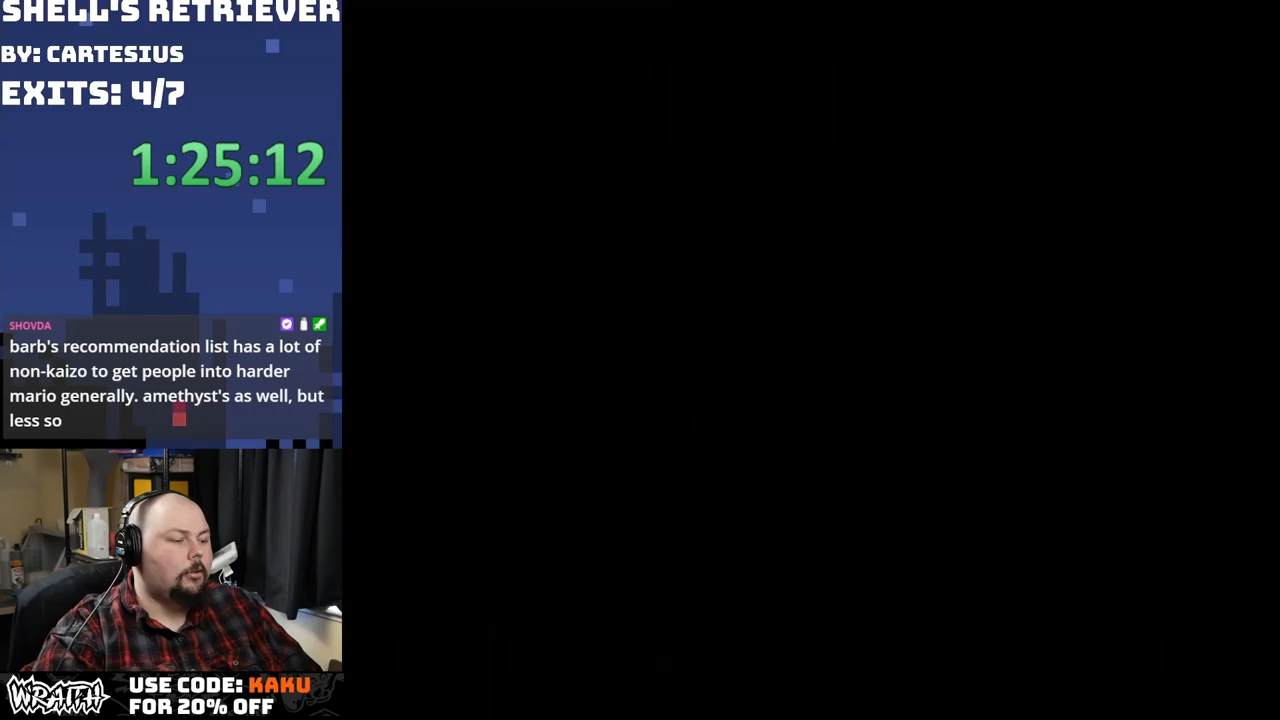 SHELL'S RETRIEVER
BY: CARTESIUS
EXITS: 4/7
1:25:12
SHOVDA
barb's recommendation list has a lot of
non-kaizo to get people into harder
mario generally. amethyst's as well, but
less so
WRATH
USE CODE: KAKU
FOR 20% OFF